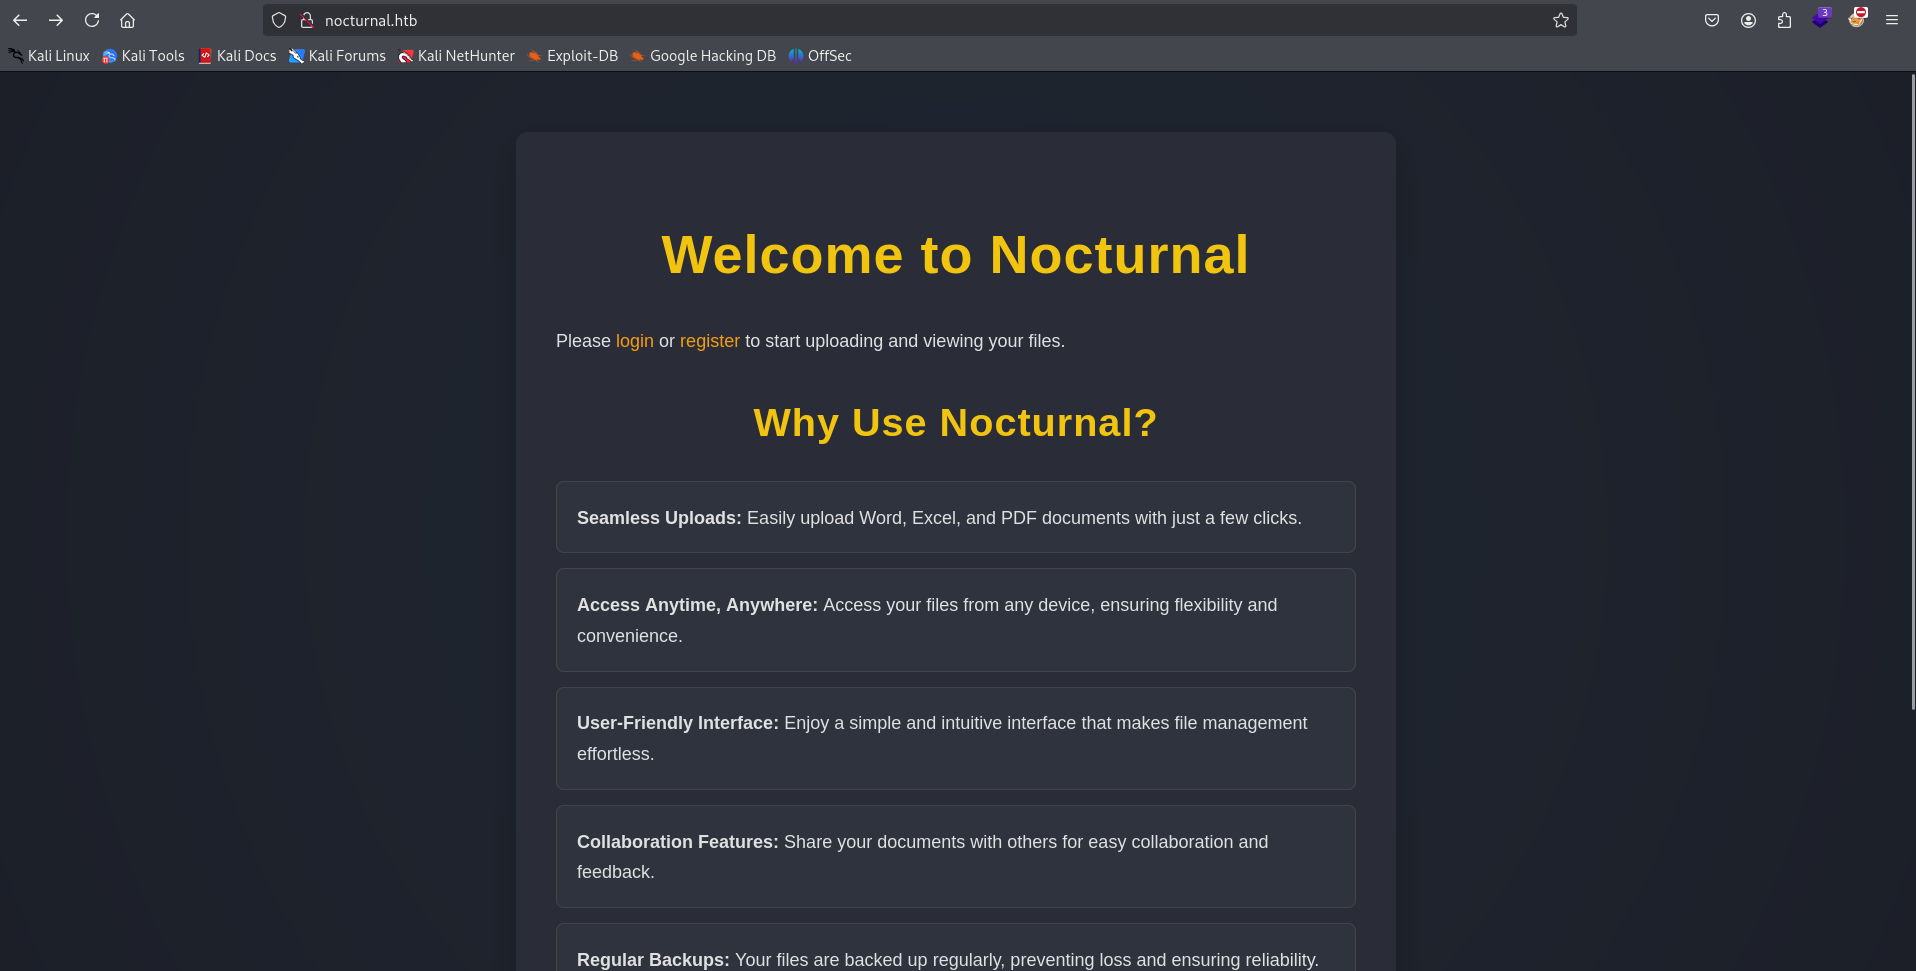 nocturnal.htb
3
Kali Linux Kali Tools Kali Docs Kali Forums Kali NetHunter Exploit-DB Google Hacking DB OffSec
Welcome to Nocturnal
Please login or register to start uploading and viewing your files.
Why Use Nocturnal?
Seamless Uploads: Easily upload Word, Excel, and PDF documents with just a few clicks.
Access Anytime, Anywhere: Access your files from any device, ensuring flexibility and
convenience.
User-Friendly Interface: Enjoy a simple and intuitive interface that makes file management
effortless.
Collaboration Features: Share your documents with others for easy collaboration and
feedback.
Regular Backups: Your files are backed up regularly, preventing loss and ensuring reliability.